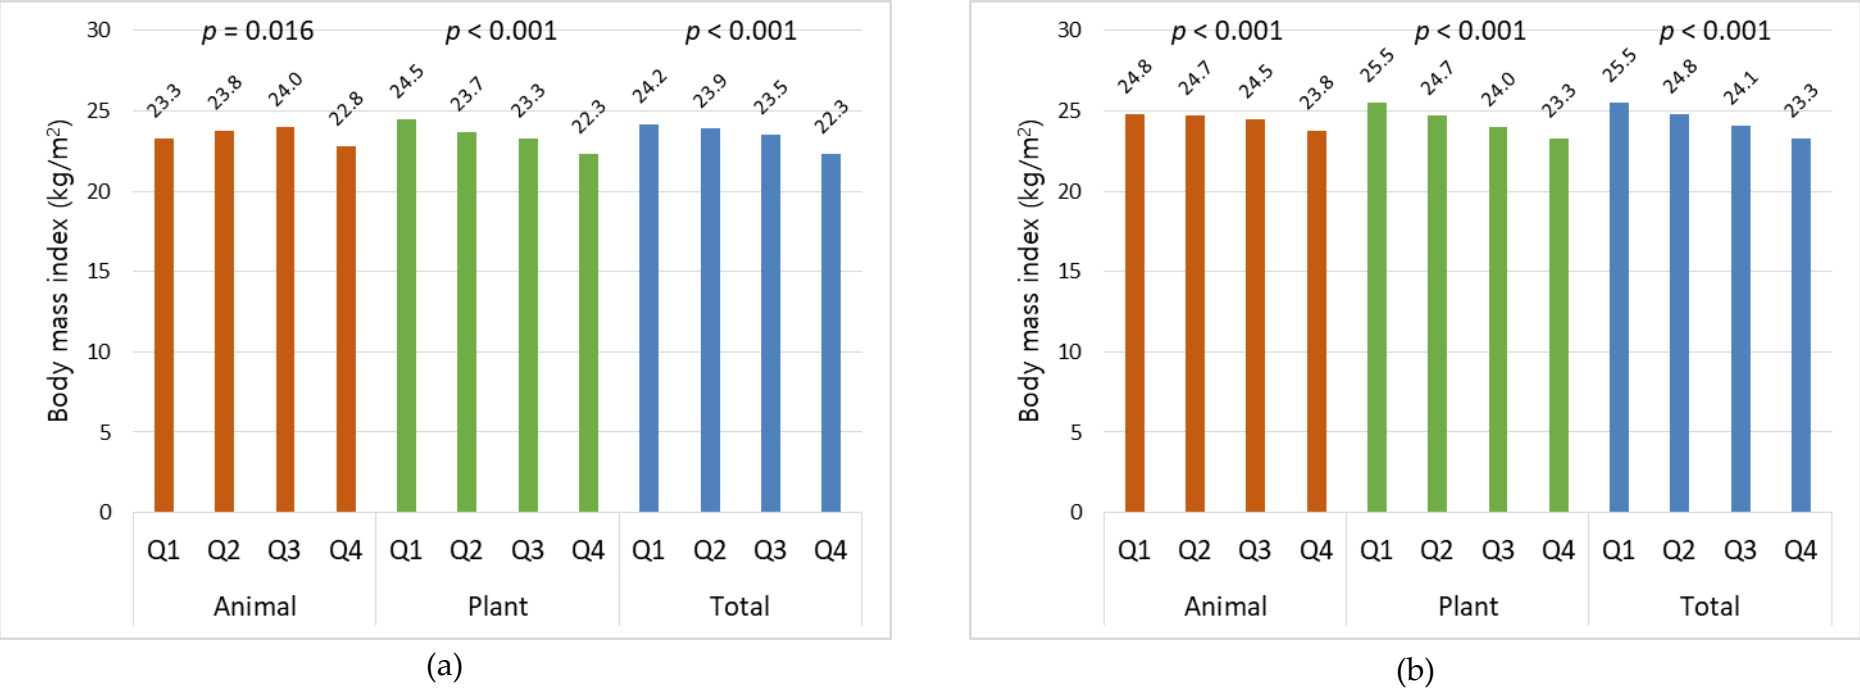 p = 0.016 p < 0.001 p < 0.001
30
25
20
15
10
5
0
Body mass index (kg/m²)
23.3 23.8 24.0 22.8 24.5 23.7 23.3 22.3 24.2 23.9 23.5 22.3
Q1 Q2 Q3 Q4 Q1 Q2 Q3 Q4 Q1 Q2 Q3 Q4
Animal Plant Total
(a)
p < 0.001 p < 0.001 p < 0.001
30
25
20
15
10
5
0
Body mass index (kg/m²)
24.8 24.7 24.5 23.8 25.5 24.7 24.0 23.3 25.5 24.8 24.1 23.3
Q1 Q2 Q3 Q4 Q1 Q2 Q3 Q4 Q1 Q2 Q3 Q4
Animal Plant Total
(b)